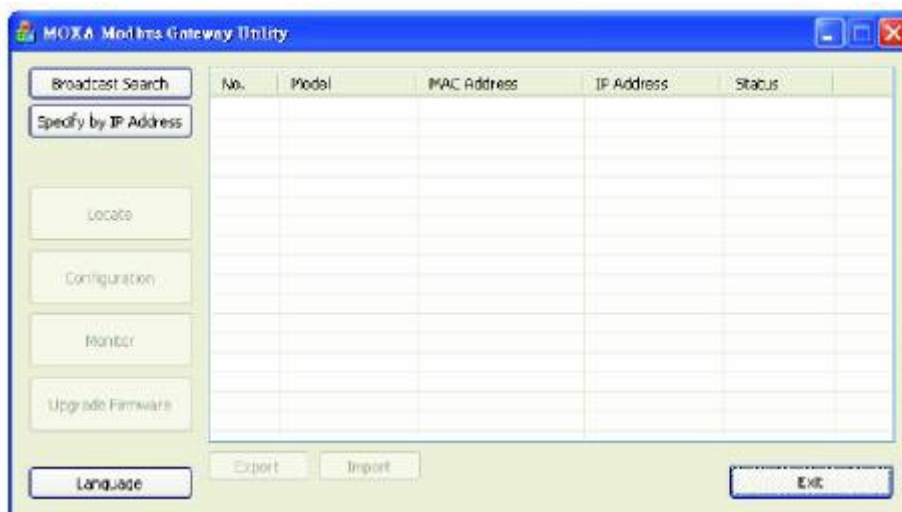 MOXA Modbus Gateway Utility
Broadcast Search
Specify by IP Address
No. Model MAC Address IP Address Status
Locate
Configuration
Monitor
Upgrade Firmware
Export Import
Language
Exit